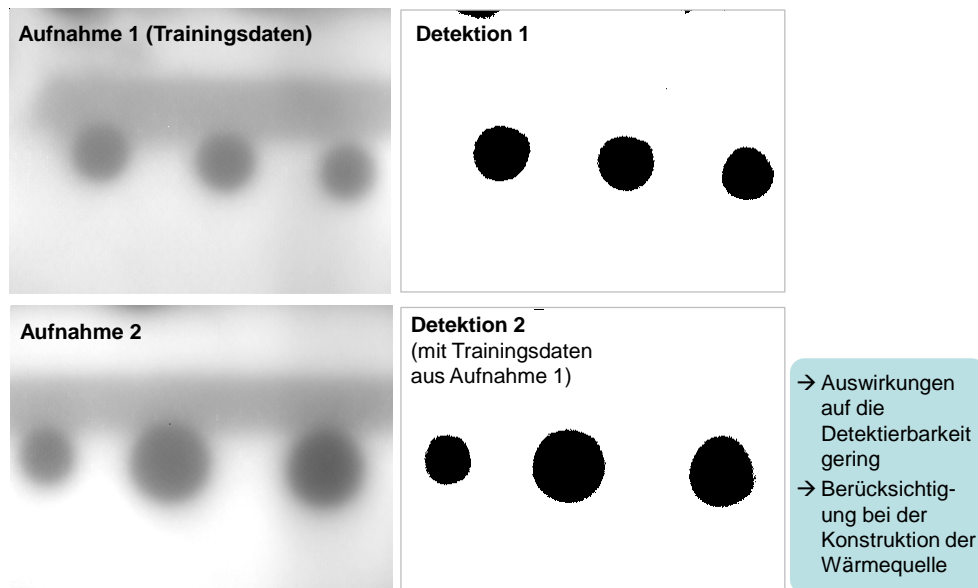 Aufnahme 1 (Trainingsdaten)
Detektion 1
Aufnahme 2
Detektion 2
(mit Trainingsdaten
aus Aufnahme 1)
→ Auswirkungen
auf die
Detektierbarkeit
gering
→ Berücksichtig-
ung bei der
Konstruktion der
Wärmequelle